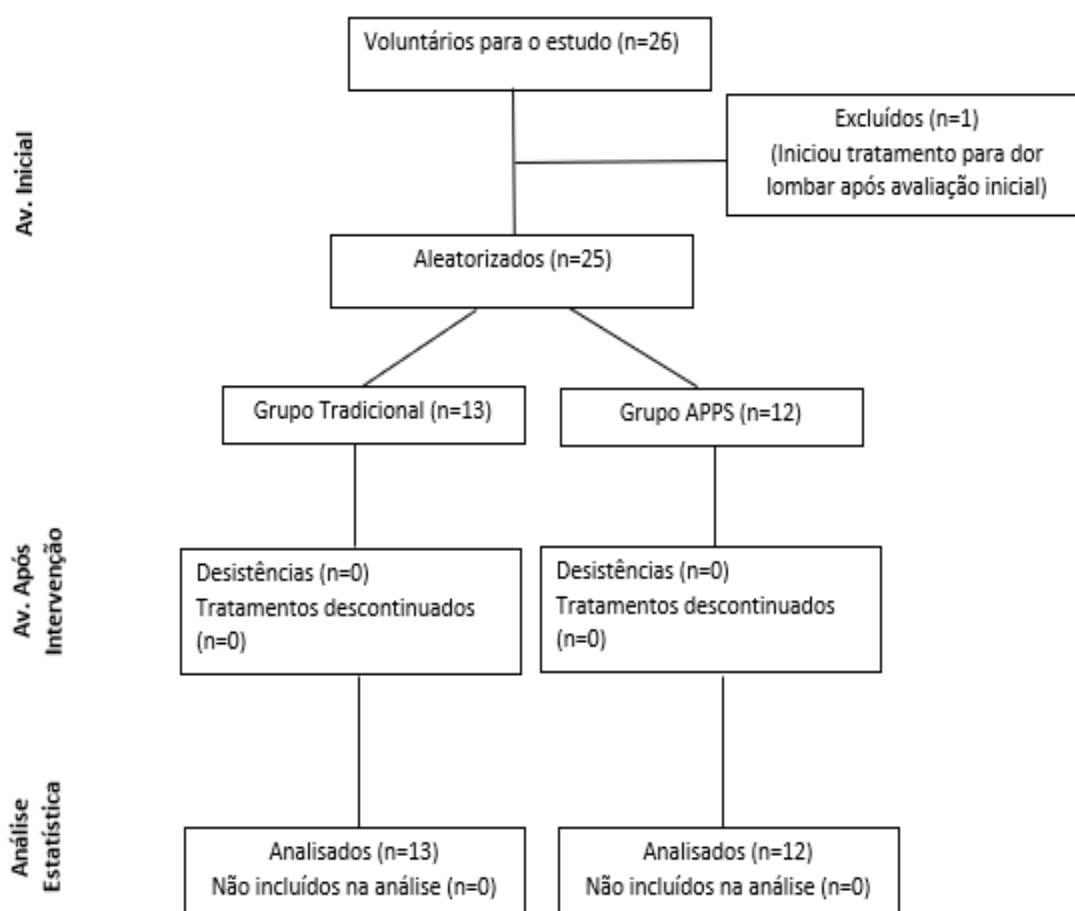 Voluntários para o estudo (n=26)
Av. Inicial
Excluídos (n=1)
(Iniciou tratamento para dor
lombar após avaliação inicial)
Aleatorizados (n=25)
Grupo Tradicional (n=13)
Grupo APPS (n=12)
Av. Após
Intervenção
Desistências (n=0)
Tratamentos descontinuados
(n=0)
Desistências (n=0)
Tratamentos descontinuados
(n=0)
Análise
Estatística
Analisados (n=13)
Não incluídos na análise (n=0)
Analisados (n=12)
Não incluídos na análise (n=0)